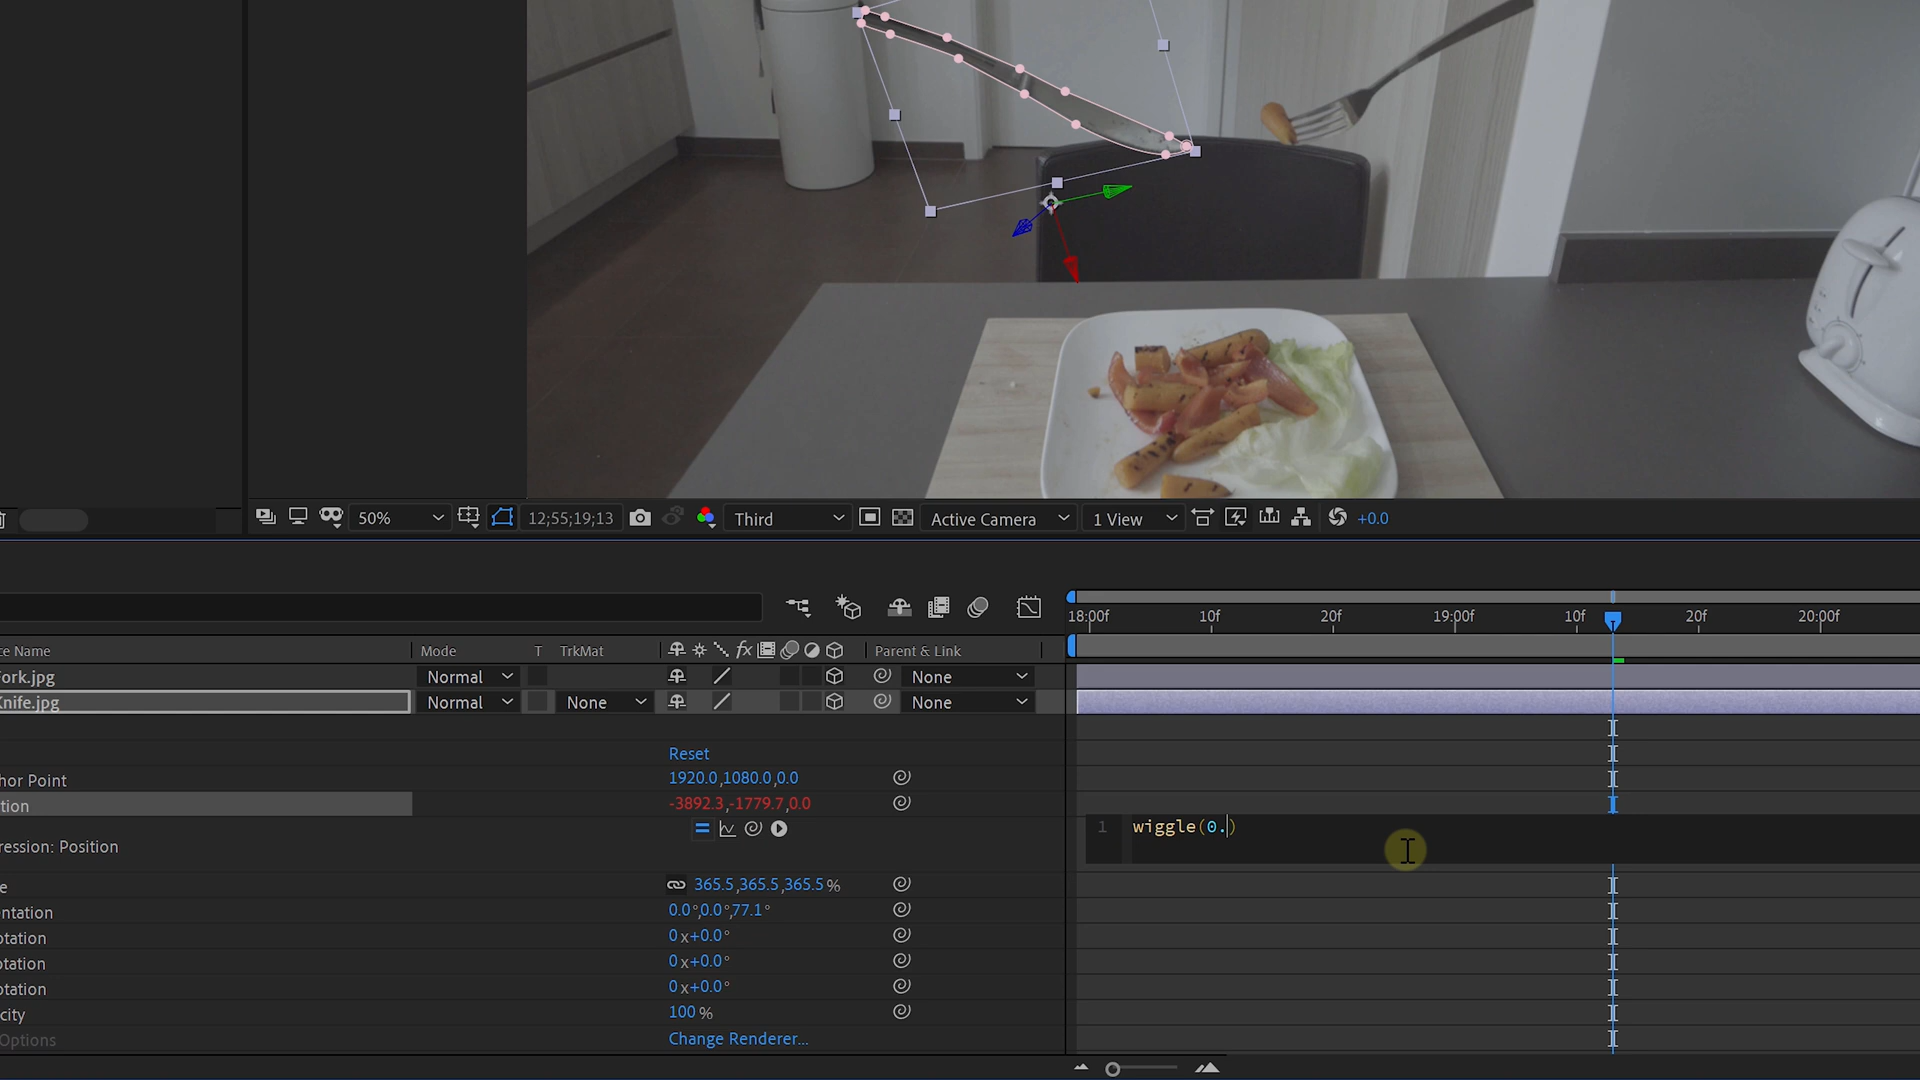 50%
12;55;19;13
Third
Active Camera
1 View
+0.0
18:00f 10f 20f 19:00f 10f 20f 20:00f
ce Name Mode T TrkMat fx Parent & Link
ork.jpg Normal None
Knife.jpg Normal None None
Reset
hor Point 1920.0,1080.0,0.0
tion -3892.3,-1779.7,0.0
1 wiggle(0.)
ression: Position
e 365.5,365.5,365.5%
entation 0.0°,0.0°,77.1°
otation 0x+0.0°
otation 0x+0.0°
otation 0x+0.0°
city 100%
Options Change Renderer...